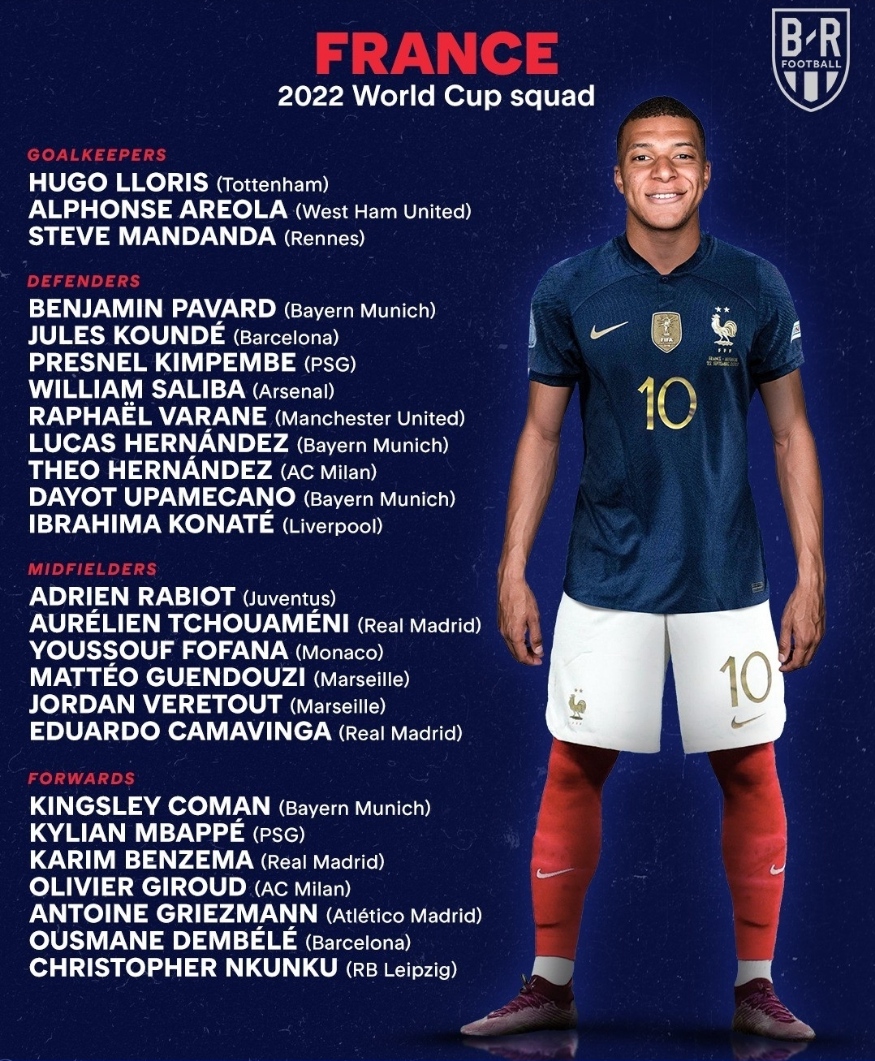 FRANCE
2022 World Cup squad
B-R
FOOTBALL
GOALKEEPERS
HUGO LLORIS (Tottenham)
ALPHONSE AREOLA (West Ham United)
STEVE MANDANDA (Rennes)
DEFENDERS
BENJAMIN PAVARD (Bayern Munich)
JULES KOUNDÉ (Barcelona)
PRESNEL KIMPEMBE (PSG)
WILLIAM SALIBA (Arsenal)
RAPHAËL VARANE (Manchester United)
LUCAS HERNÁNDEZ (Bayern Munich)
THEO HERNÁNDEZ (AC Milan)
DAYOT UPAMECANO (Bayern Munich)
IBRAHIMA KONATÉ (Liverpool)
MIDFIELDERS
ADRIEN RABIOT (Juventus)
AURÉLIEN TCHOUAMÉNI (Real Madrid)
YOUSSOUF FOFANA (Monaco)
MATTÉO GUENDOUZI (Marseille)
JORDAN VERETOUT (Marseille)
EDUARDO CAMAVINGA (Real Madrid)
FORWARDS
KINGSLEY COMAN (Bayern Munich)
KYLIAN MBAPPÉ (PSG)
KARIM BENZEMA (Real Madrid)
OLIVIER GIROUD (AC Milan)
ANTOINE GRIEZMANN (Atlético Madrid)
OUSMANE DEMBÉLÉ (Barcelona)
CHRISTOPHER NKUNKU (RB Leipzig)
FIFA
10
10